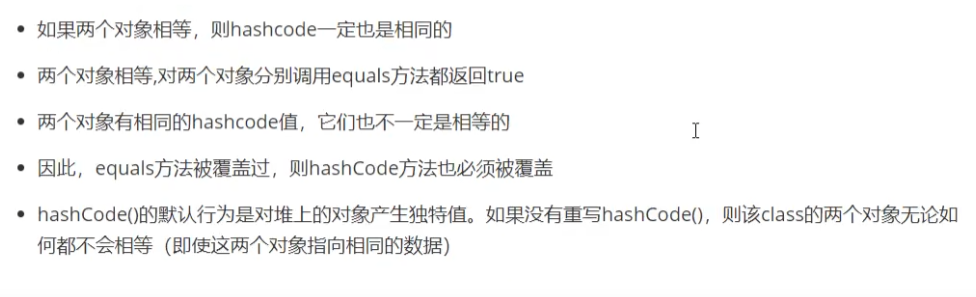 如果两个对象相等，则hashcode一定也是相同的
两个对象相等,对两个对象分别调用equals方法都返回true
两个对象有相同的hashcode值，它们也不一定是相等的
因此，equals方法被覆盖过，则hashCode方法也必须被覆盖
hashCode()的默认行为是对堆上的对象产生独特值。如果没有重写hashCode()，则该class的两个对象无论如
何都不会相等（即使这两个对象指向相同的数据）